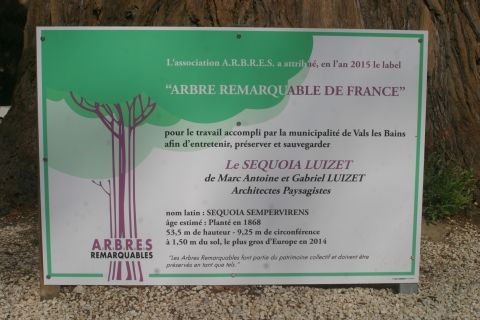 L'association A.R.B.R.E.S. a attribué, en l'an 2015 le label
"ARBRE REMARQUABLE DE FRANCE"
pour le travail accompli par la municipalité de Vals les Bains
afin d'entretenir, préserver et sauvegarder
Le SEQUOIA LUIZET
de Marc Antoine et Gabriel LUIZET
Architectes Paysagistes
nom latin : SEQUOIA SEMPERVIRENS
âge estimé : Planté en 1868
53,5 m de hauteur - 9,25 m de circonférence
à 1,50 m du sol, le plus gros d'Europe en 2014
"Les Arbres Remarquables font partie du patrimoine collectif et doivent être
préservés en tant que tels."
A.R.B.R.E.S
REMARQUABLES